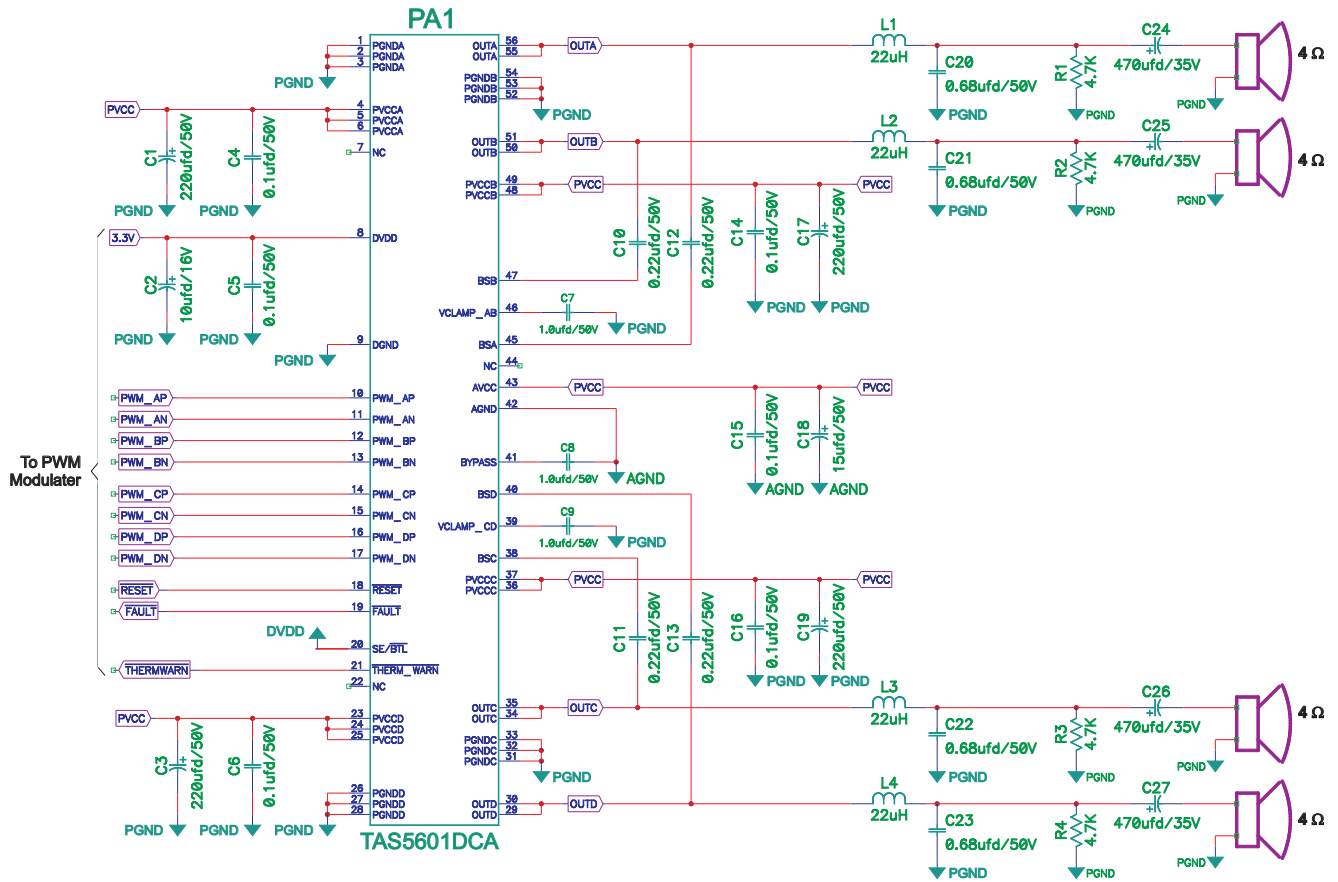 PA1
PGND
1 PGNDA
2 PGNDA
3 PGNDA
PVCC
4 PVCCA
5 PVCCA
6 PVCCA
7 NC
C1
220ufd/50V
C4
0.1ufd/50V
PGND
PGND
3.3V
8 DVDD
C2
10ufd/16V
C5
0.1ufd/50V
PGND
PGND
PGND
9 DGND
To PWM
Modulater
PWM_AP 10 PWM_AP
PWM_AN 11 PWM_AN
PWM_BP 12 PWM_BP
PWM_BN 13 PWM_BN
PWM_CP 14 PWM_CP
PWM_CN 15 PWM_CN
PWM_DP 16 PWM_DP
PWM_DN 17 PWM_DN
RESET 18 RESET
FAULT 19 FAULT
DVDD
20 SE/BTL
THERMWARN 21 THERM_WARN
22 NC
PVCC
23 PVCCD
24 PVCCD
25 PVCCD
C3
220ufd/50V
C6
0.1ufd/50V
26 PGNDD
27 PGNDD
28 PGNDD
PGND
PGND
PGND
TAS5601DCA
OUTA 56
OUTA 55
OUTA
PGNDB 54
PGNDB 53
PGNDB 52
PGND
OUTB 51
OUTB 50
OUTB
PVCCB 49
PVCCB 48
PVCC
PVCC
C10
0.22ufd/50V
C12
0.22ufd/50V
C14
0.1ufd/50V
C17
220ufd/50V
PGND
PGND
BSB 47
VCLAMP_AB 46
C7
1.0ufd/50V
PGND
BSA 45
NC 44
AVCC 43
PVCC
PVCC
AGND 42
C15
0.1ufd/50V
C18
15ufd/50V
BYPASS 41
C8
1.0ufd/50V
AGND
AGND
AGND
BSD 40
VCLAMP_CD 39
C9
1.0ufd/50V
PGND
BSC 38
PVCCC 37
PVCCC 36
PVCC
PVCC
C11
0.22ufd/50V
C13
0.22ufd/50V
C16
0.1ufd/50V
C19
220ufd/50V
PGND
PGND
OUTC 35
OUTC 34
OUTC
PGNDC 33
PGNDC 32
PGNDC 31
PGND
OUTD 30
OUTD 29
OUTD
L1
22uH
C20
0.68ufd/50V
PGND
R1
4.7K
PGND
C24
470ufd/35V
PGND
4 Ω
L2
22uH
C21
0.68ufd/50V
PGND
R2
4.7K
PGND
C25
470ufd/35V
PGND
4 Ω
L3
22uH
C22
0.68ufd/50V
PGND
R3
4.7K
PGND
C26
470ufd/35V
PGND
4 Ω
L4
22uH
C23
0.68ufd/50V
PGND
R4
4.7K
PGND
C27
470ufd/35V
PGND
4 Ω